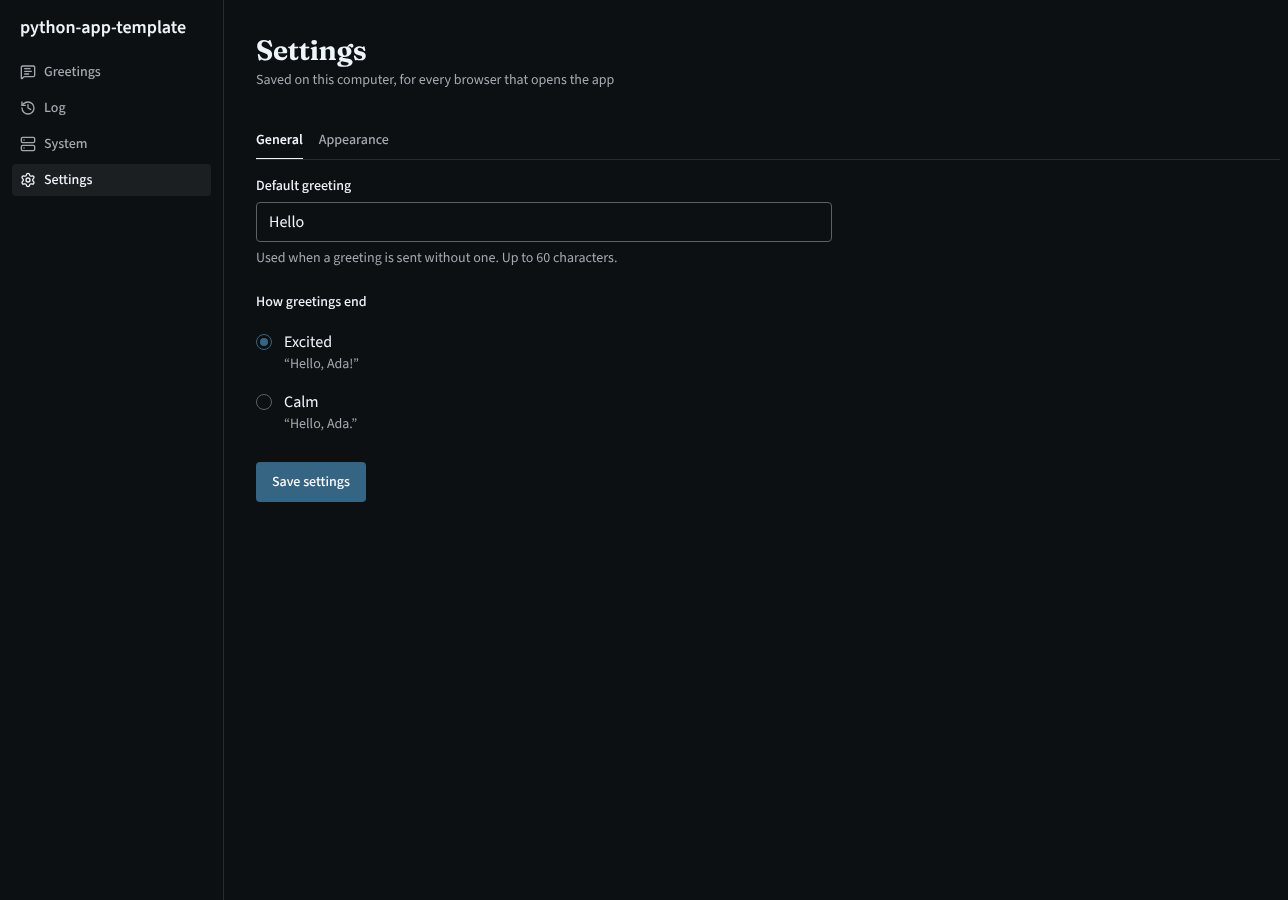 python-app-template
Greetings
Log
System
Settings
Settings
Saved on this computer, for every browser that opens the app
General
Appearance
Default greeting
Hello
Used when a greeting is sent without one. Up to 60 characters.
How greetings end
Excited
“Hello, Ada!”
Calm
“Hello, Ada.”
Save settings